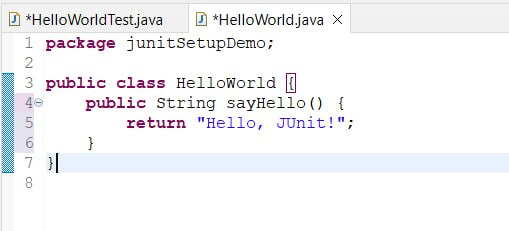 *HelloWorldTest.java *HelloWorld.java
1 package junitSetupDemo;
2
3 public class HelloWorld {
4 public String sayHello() {
5 return "Hello, JUnit!";
6 }
7 }
8